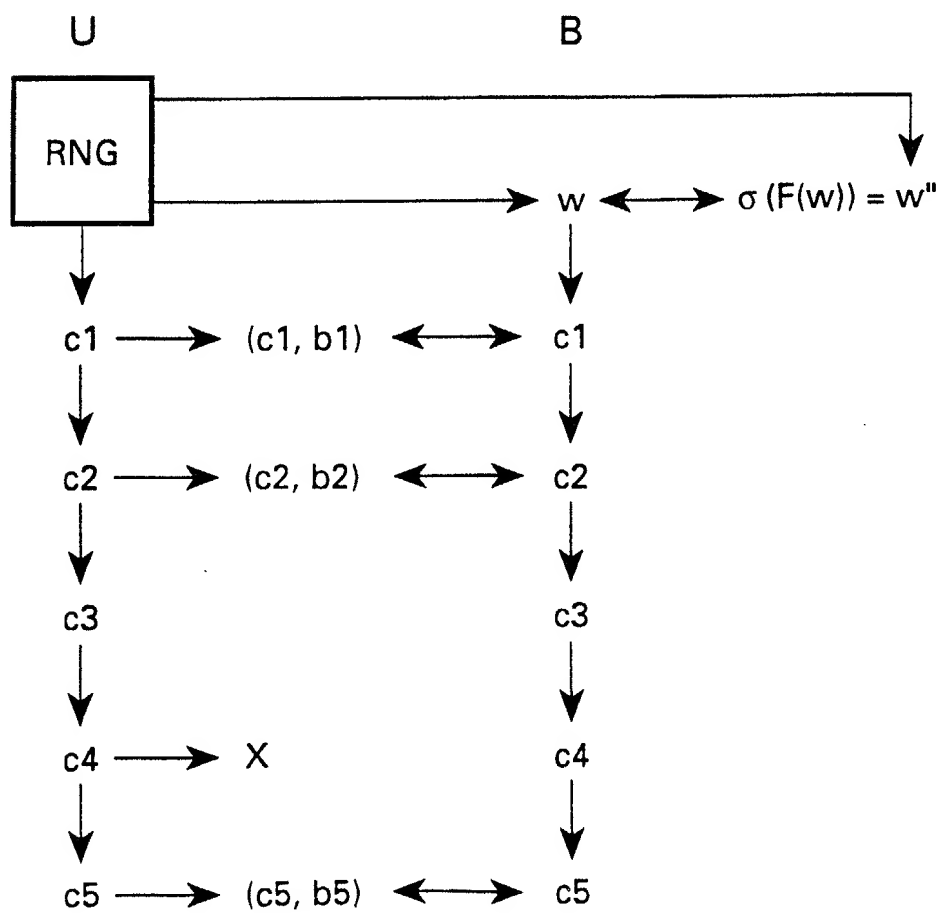 U B
RNG
w σ (F(w)) = w"
c1 (c1, b1) c1
c2 (c2, b2) c2
c3 c3
c4 X c4
c5 (c5, b5) c5